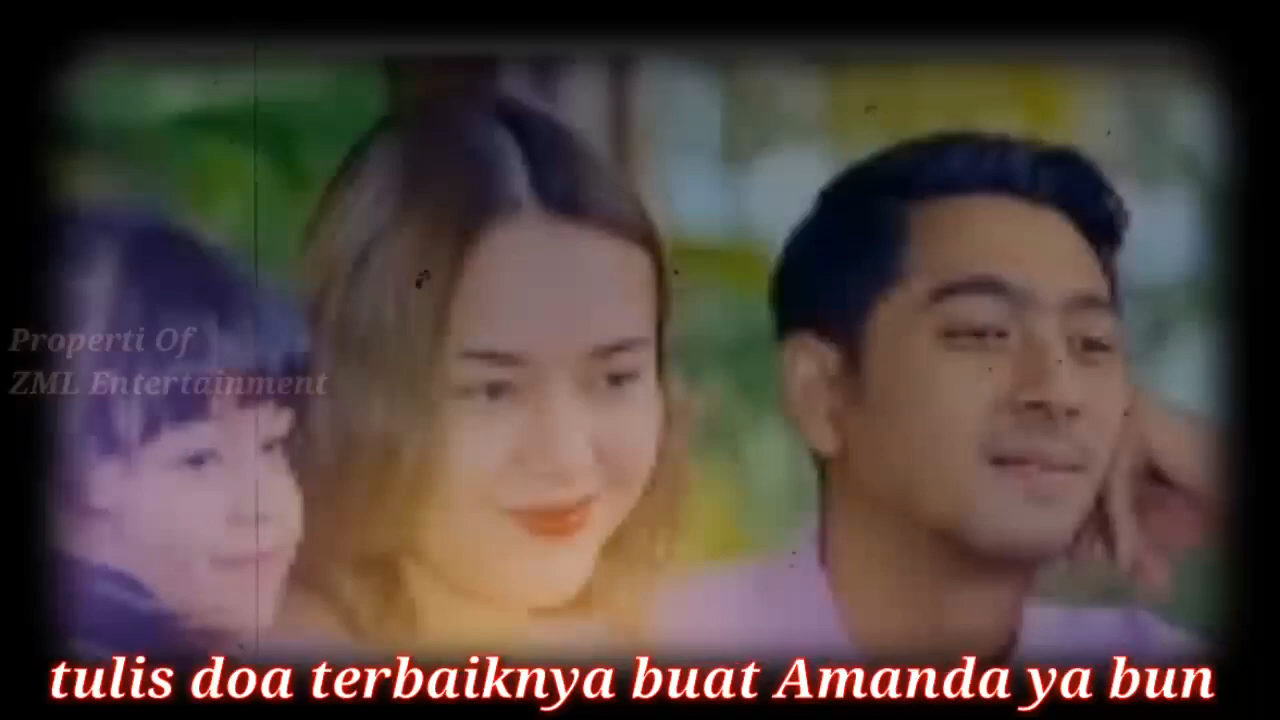 Properti Of
ZML Entertainment
tulis doa terbaiknya buat Amanda ya bun